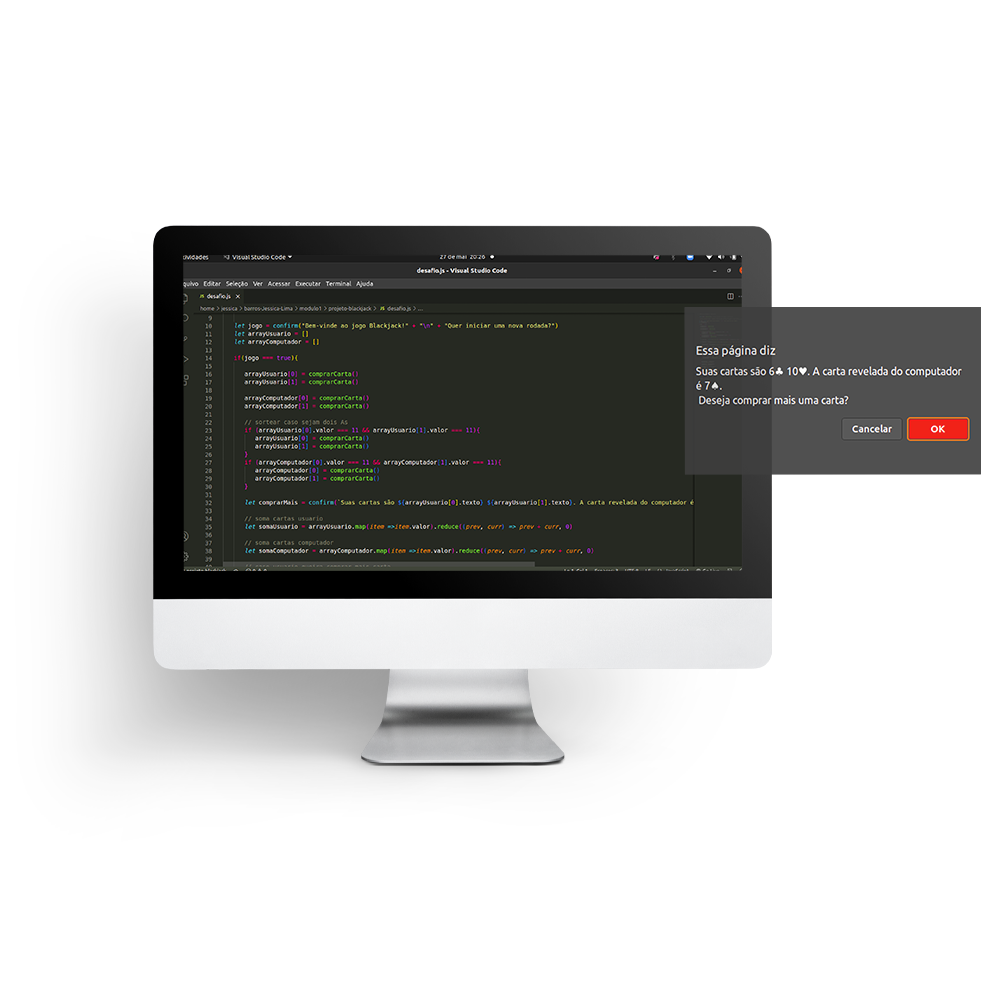 tividades Visual Studio Code 27 de mai 20:26
desafio.js - Visual Studio Code
quivo Editar Seleção Ver Acessar Executar Terminal Ajuda
JS desafio.js ×
home > jessica > barros-Jessica-Lima > modulo1 > projeto-blackjack > JS desafio.js > ...
9
10 let jogo = confirm("Bem-vinde ao jogo Blackjack!" + "\n" + "Quer iniciar uma nova rodada?")
11 let arrayUsuario = []
12 let arrayComputador = []
13
14 if(jogo === true){
15
16 arrayUsuario[0] = comprarCarta()
17 arrayUsuario[1] = comprarCarta()
18
19 arrayComputador[0] = comprarCarta()
20 arrayComputador[1] = comprarCarta()
21
22 // sortear caso sejam dois As
23 if (arrayUsuario[0].valor === 11 && arrayUsuario[1].valor === 11){
24 arrayUsuario[0] = comprarCarta()
25 arrayUsuario[1] = comprarCarta()
26 }
27 if (arrayComputador[0].valor === 11 && arrayComputador[1].valor === 11){
28 arrayComputador[0] = comprarCarta()
29 arrayComputador[1] = comprarCarta()
30 }
31
32 let comprarMais = confirm(`Suas cartas são ${arrayUsuario[0].texto} ${arrayUsuario[1].texto}. A carta revelada do computador é
33
34 // soma cartas usuario
35 let somaUsuario = arrayUsuario.map(item =>item.valor).reduce((prev, curr) => prev + curr, 0)
36
37 // soma cartas computador
38 let somaComputador = arrayComputador.map(item =>item.valor).reduce((prev, curr) => prev + curr, 0)
39
Essa página diz
Suas cartas são 6♣ 10♥. A carta revelada do computador
é 7♠.
Deseja comprar mais uma carta?
Cancelar OK